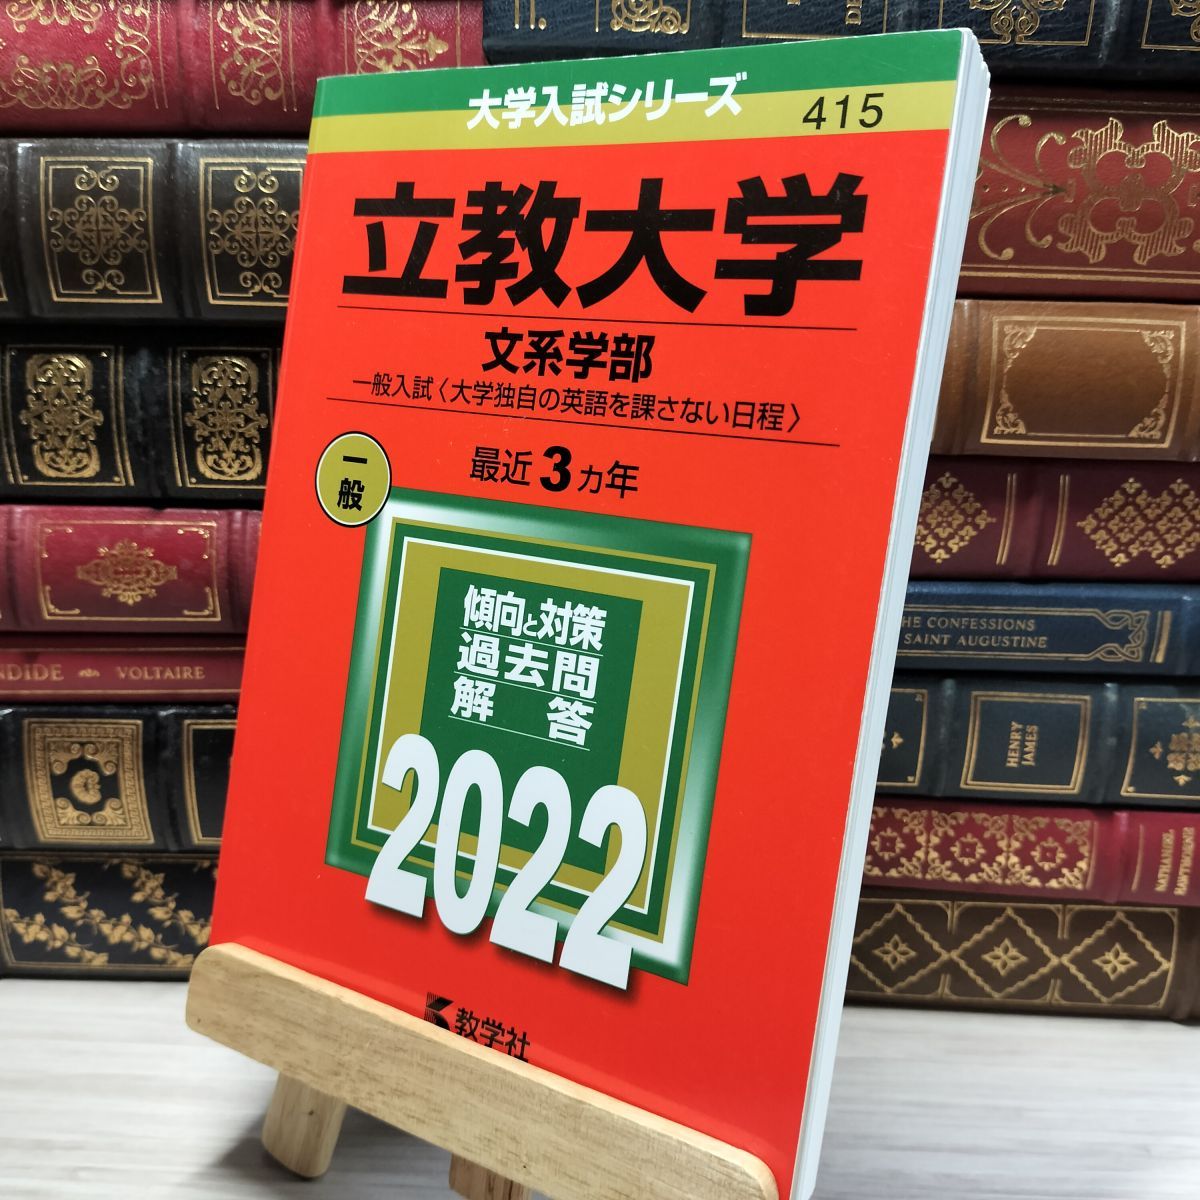 大学入試シリーズ
415
立教大学
文系学部
一般入試〈大学独自の英語を課さない日程〉
最近3ヵ年
一般
傾向と対策
過去問
解答
2022
教学社
VOLTAIRE
THE CONFESSIONS
SAINT AUGUSTINE
HENRY
JAMES
NATHANIEL
HAWTHORNE